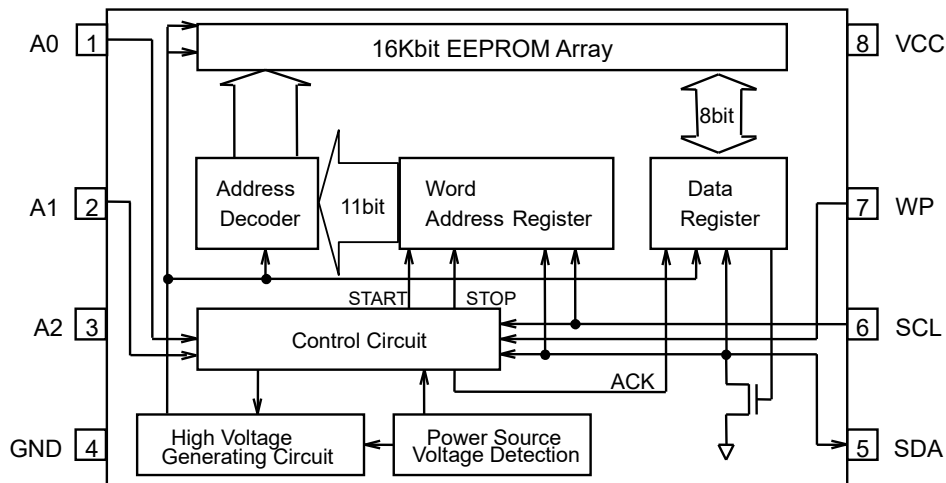 A0 1
16Kbit EEPROM Array
8 VCC
8bit
A1 2
Address
Decoder
11bit
Word
Address Register
Data
Register
7 WP
START
STOP
A2 3
Control Circuit
6 SCL
ACK
GND 4
High Voltage
Generating Circuit
Power Source
Voltage Detection
5 SDA